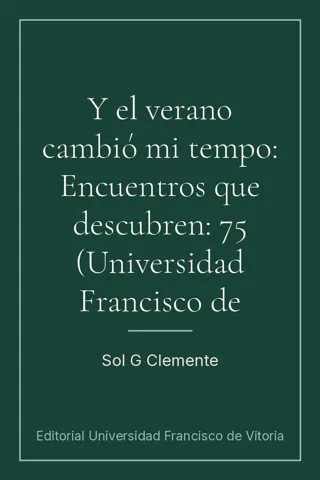 Y el verano
cambió mi tempo:
Encuentros que
descubren: 75
(Universidad
Francisco de
Sol G Clemente
Editorial Universidad Francisco de Vitoria